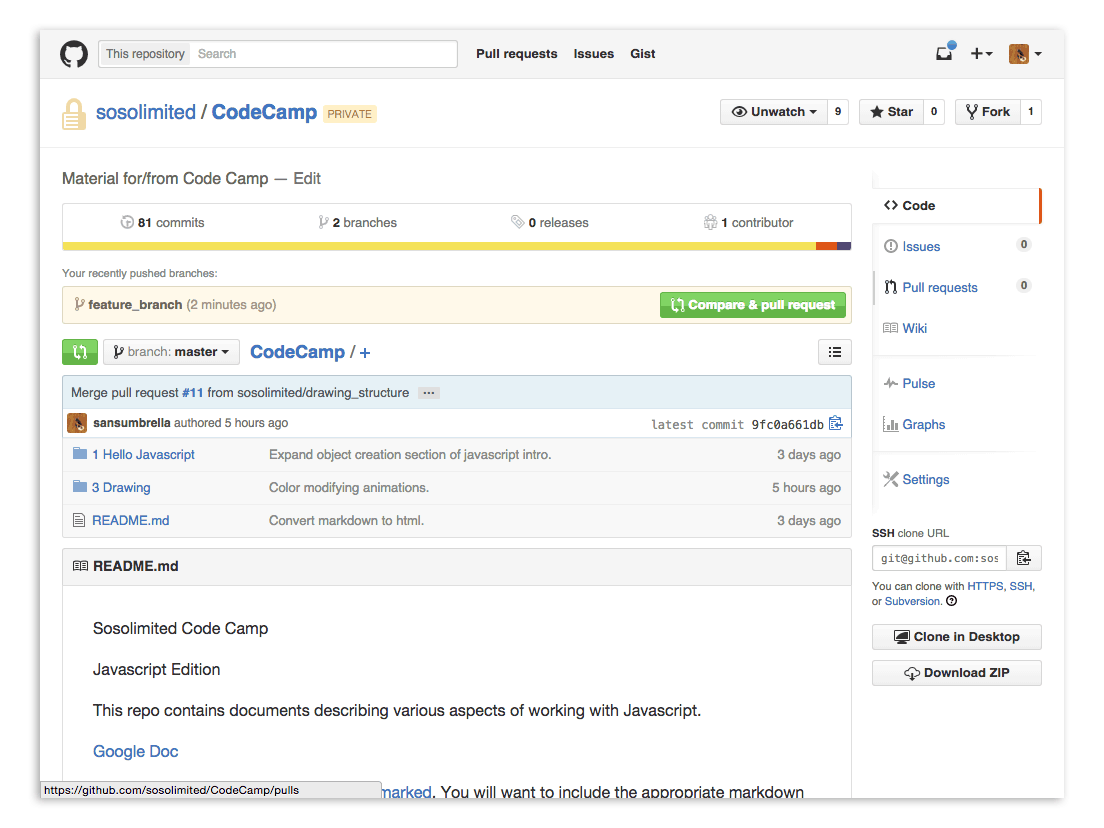 This repository Search Pull requests Issues Gist
sosolimited / CodeCamp PRIVATE Unwatch 9 Star 0 Fork 1
Material for/from Code Camp — Edit
81 commits 2 branches 0 releases 1 contributor
Your recently pushed branches:
feature_branch (2 minutes ago) Compare & pull request
branch: master CodeCamp / +
Merge pull request #11 from sosolimited/drawing_structure ...
sansumbrella authored 5 hours ago latest commit 9fc0a661db
1 Hello Javascript Expand object creation section of javascript intro. 3 days ago
3 Drawing Color modifying animations. 5 hours ago
README.md Convert markdown to html. 3 days ago
README.md
Sosolimited Code Camp
Javascript Edition
This repo contains documents describing various aspects of working with Javascript.
Google Doc
marked. You will want to include the appropriate markdown
https://github.com/sosolimited/CodeCamp/pulls
Code
Issues 0
Pull requests 0
Wiki
Pulse
Graphs
Settings
SSH clone URL
git@github.com:sos
You can clone with HTTPS, SSH,
or Subversion.
Clone in Desktop
Download ZIP